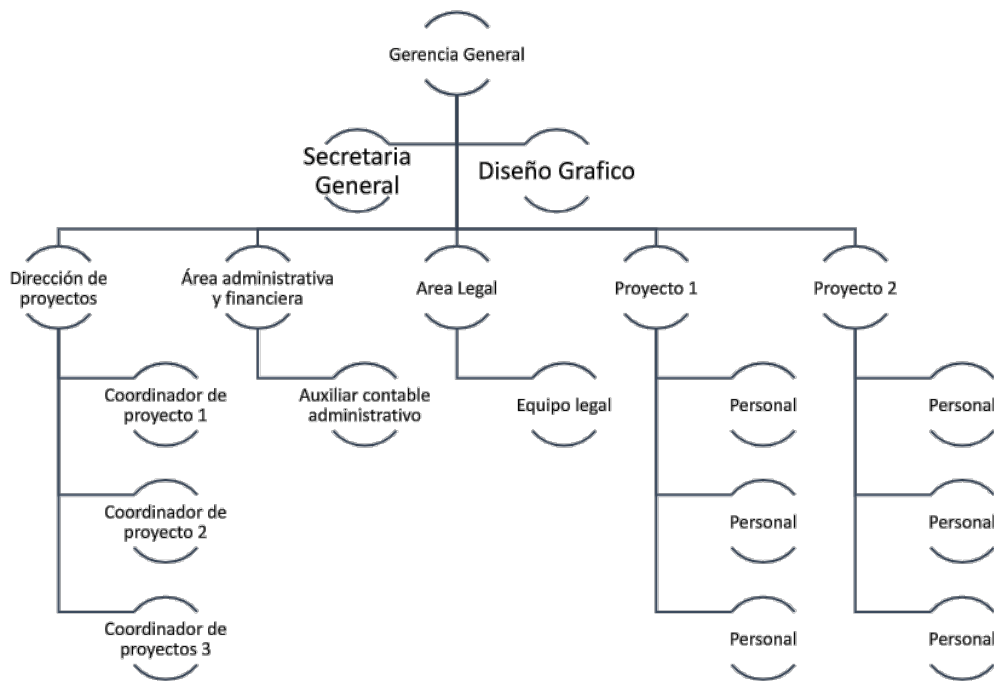 Gerencia General
Secretaria
General
Diseño Grafico
Dirección de
proyectos
Área administrativa
y financiera
Area Legal
Proyecto 1
Proyecto 2
Coordinador de
proyecto 1
Auxiliar contable
administrativo
Equipo legal
Personal
Personal
Coordinador de
proyecto 2
Personal
Personal
Coordinador de
proyectos 3
Personal
Personal